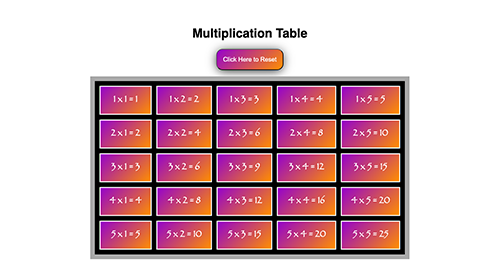 Multiplication Table
Click Here to Reset
1 x 1 = 1 1 x 2 = 2 1 x 3 = 3 1 x 4 = 4 1 x 5 = 5
2 x 1 = 2 2 x 2 = 4 2 x 3 = 6 2 x 4 = 8 2 x 5 = 10
3 x 1 = 3 3 x 2 = 6 3 x 3 = 9 3 x 4 = 12 3 x 5 = 15
4 x 1 = 4 4 x 2 = 8 4 x 3 = 12 4 x 4 = 16 4 x 5 = 20
5 x 1 = 5 5 x 2 = 10 5 x 3 = 15 5 x 4 = 20 5 x 5 = 25